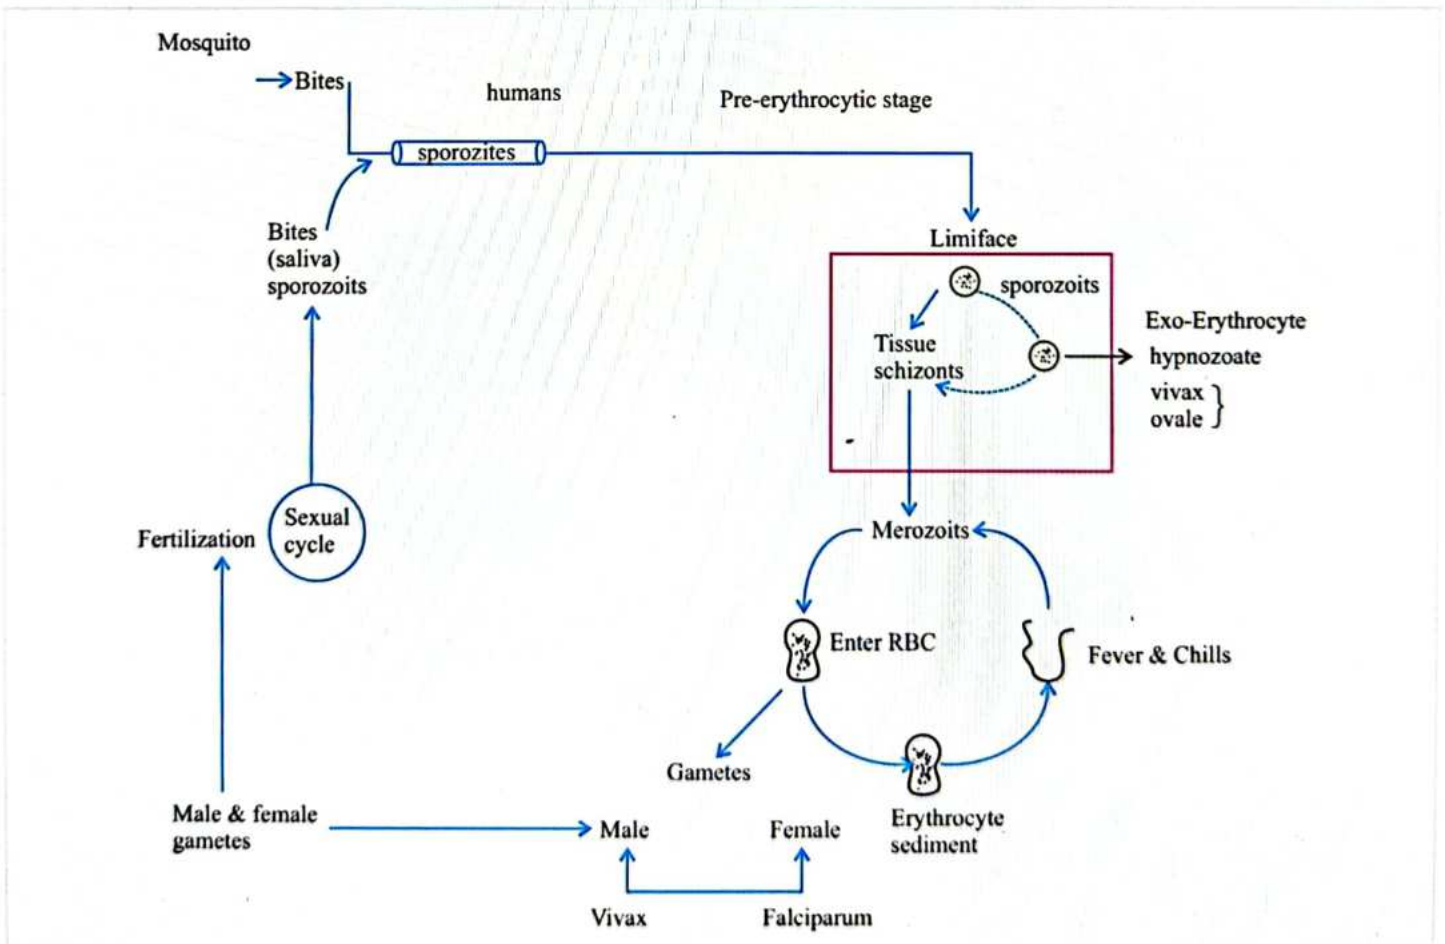 Mosquito
Bites
humans
Pre-erythrocytic stage
sporozites
Bites
(saliva)
sporozoits
Limiface
sporozoits
Tissue
schizonts
Exo-Erythrocyte
hypnozoate
vivax
ovale
Sexual
cycle
Fertilization
Merozoits
Enter RBC
Fever & Chills
Gametes
Erythrocyte
sediment
Male & female
gametes
Male
Female
Vivax
Falciparum